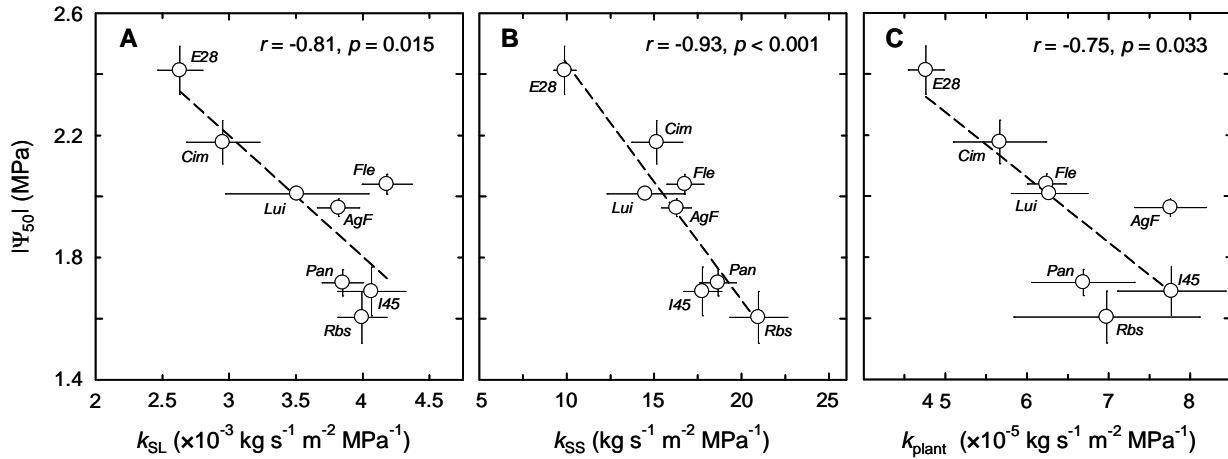 2.6
2.2
1.8
1.4
|Ψ50| (MPa)
A
r = -0.81, p = 0.015
E28
Cim
Fle
Lui
AgF
Pan
I45
Rbs
2 2.5 3 3.5 4 4.5
kSL (×10-3 kg s-1 m-2 MPa-1)
B
r = -0.93, p < 0.001
E28
Cim
Fle
Lui
AgF
Pan
I45
Rbs
5 10 15 20 25
kSS (kg s-1 m-2 MPa-1)
C
r = -0.75, p = 0.033
E28
Cim
Fle
Lui
AgF
Pan
I45
Rbs
4 5 6 7 8
kplant (×10-5 kg s-1 m-2 MPa-1)